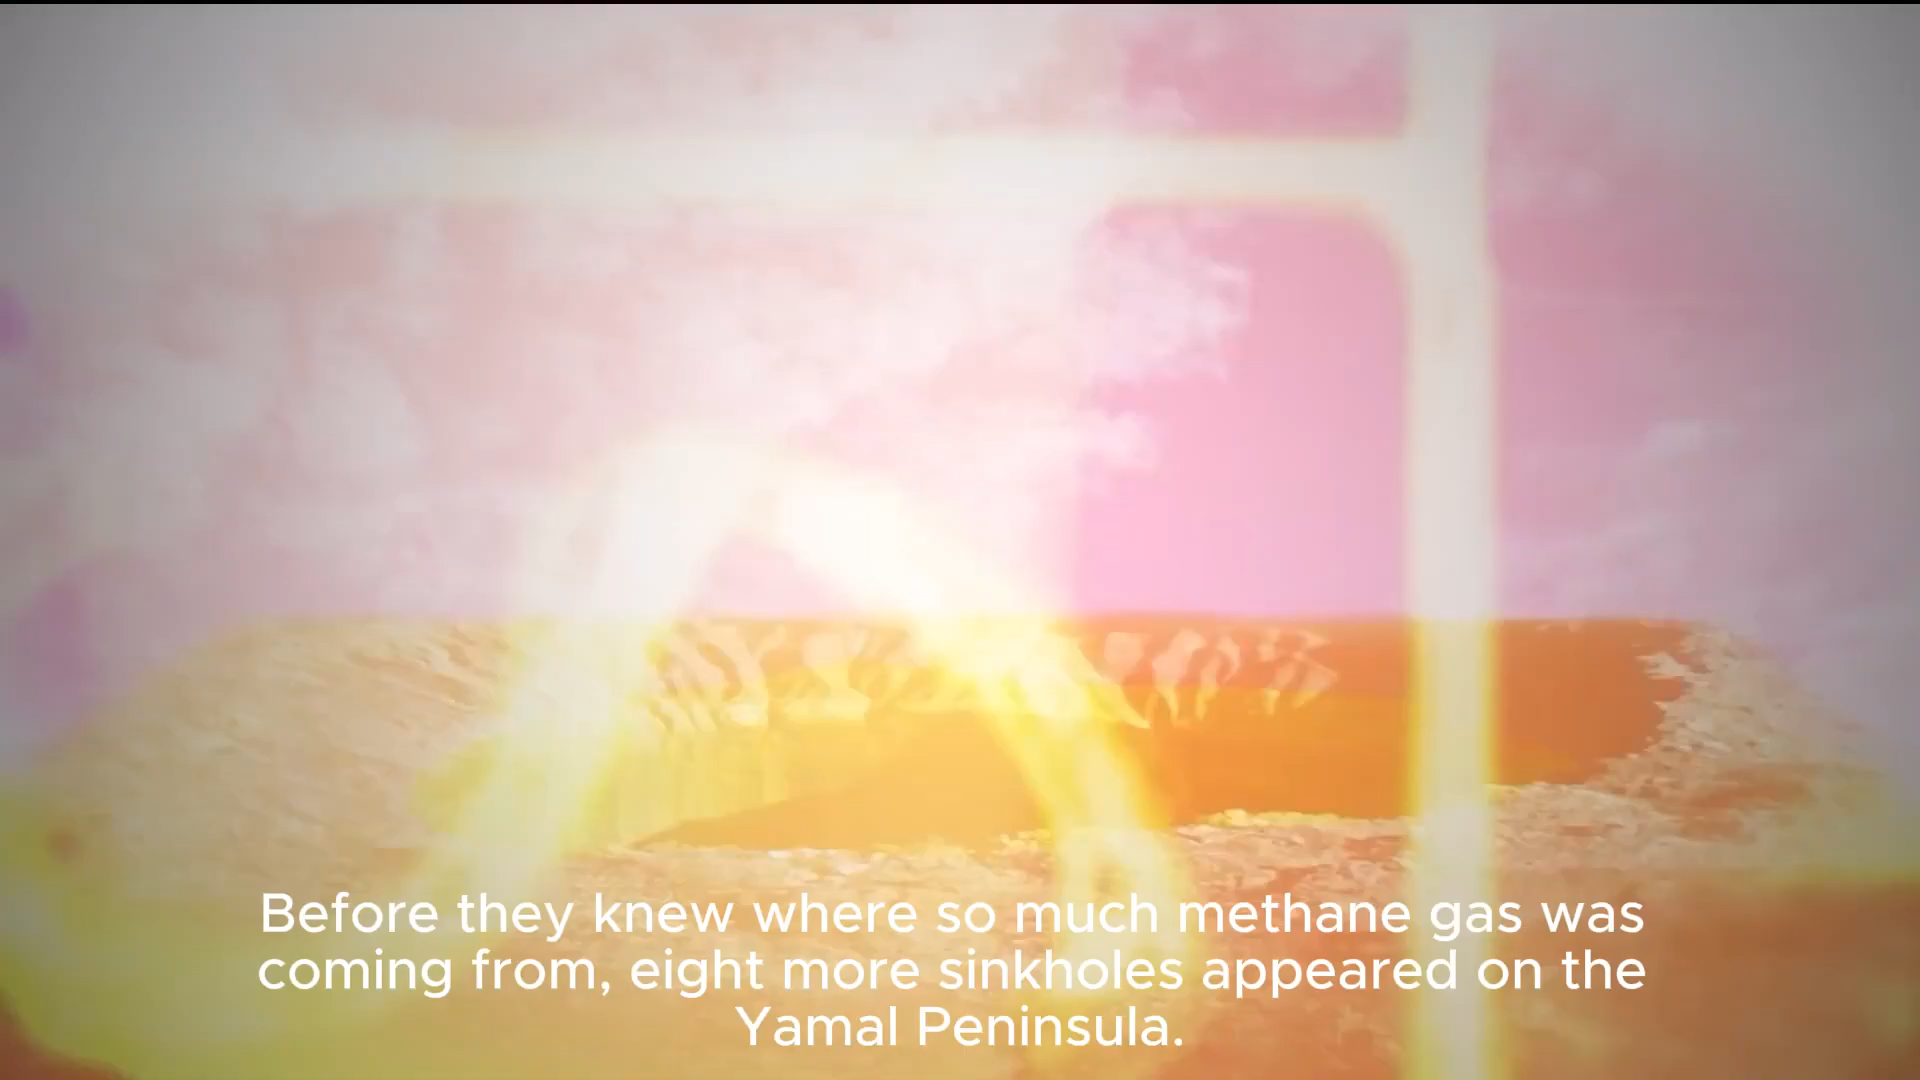 Before they knew where so much methane gas was
coming from, eight more sinkholes appeared on the
Yamal Peninsula.